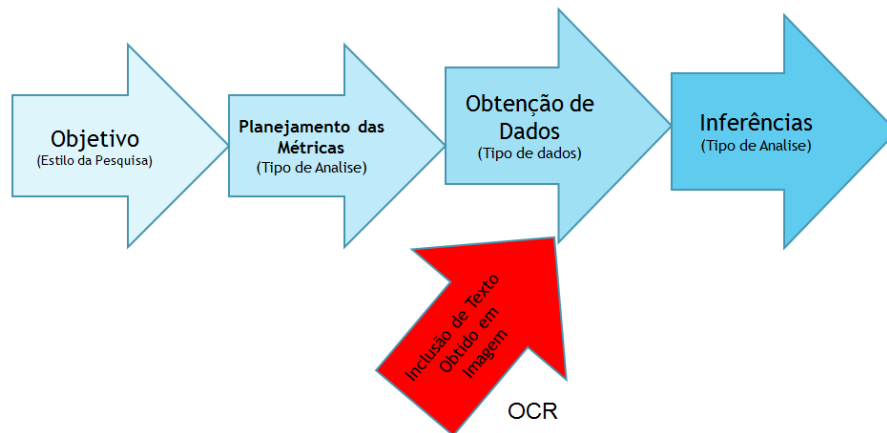 Objetivo
(Estilo da Pesquisa)
Planejamento das
Métricas
(Tipo de Analise)
Obtenção de
Dados
(Tipo de dados)
Inferências
(Tipo de Analise)
Inclusão de Texto
Obtido em
Imagem
OCR